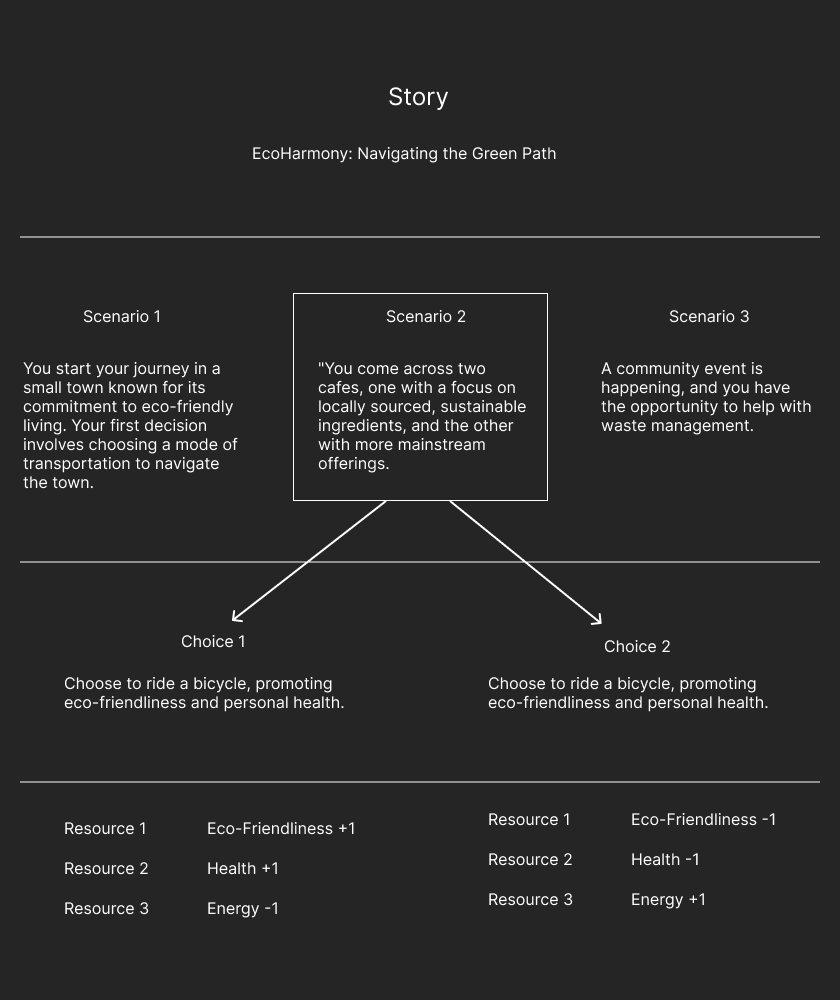 Story
EcoHarmony: Navigating the Green Path
Scenario 1
You start your journey in a
small town known for its
commitment to eco-friendly
living. Your first decision
involves choosing a mode of
transportation to navigate
the town.
Scenario 2
"You come across two
cafes, one with a focus on
locally sourced, sustainable
ingredients, and the other
with more mainstream
offerings.
Scenario 3
A community event is
happening, and you have
the opportunity to help with
waste management.
Choice 1
Choose to ride a bicycle, promoting
eco-friendliness and personal health.
Choice 2
Choose to ride a bicycle, promoting
eco-friendliness and personal health.
Resource 1 Eco-Friendliness +1
Resource 2 Health +1
Resource 3 Energy -1
Resource 1 Eco-Friendliness -1
Resource 2 Health -1
Resource 3 Energy +1